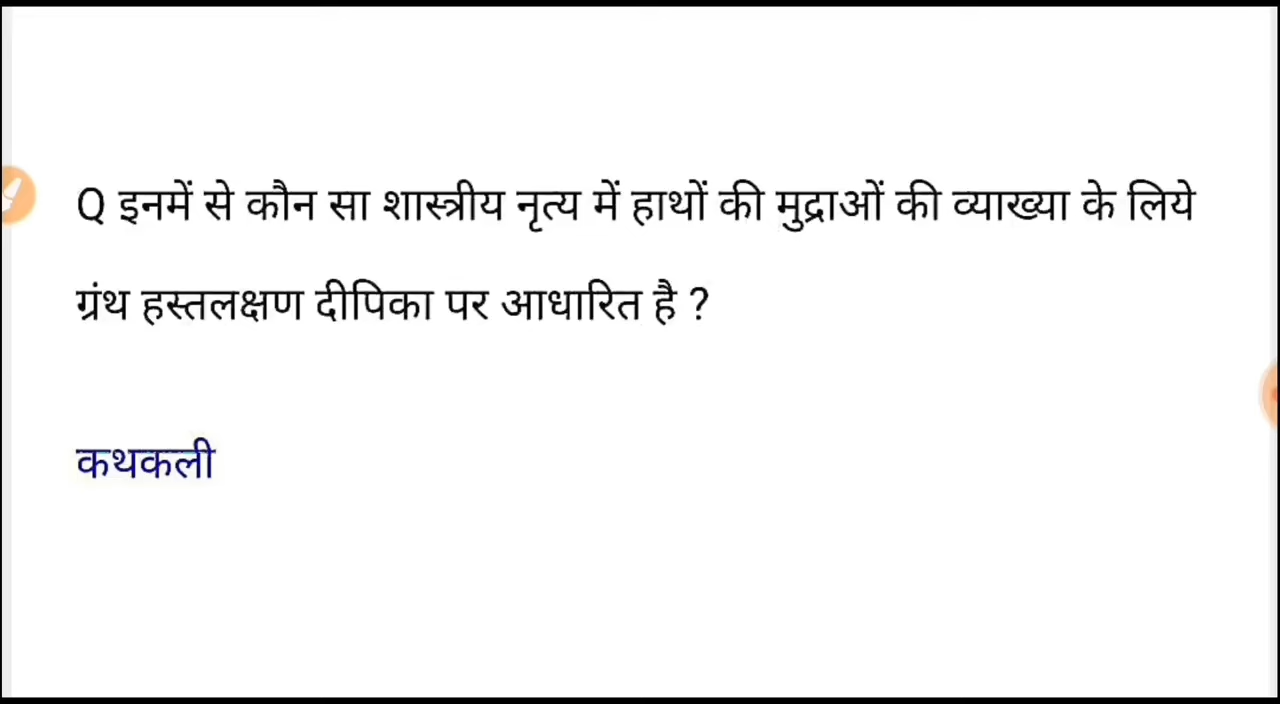 Q इनमें से कौन सा शास्त्रीय नृत्य में हाथों की मुद्राओं की व्याख्या के लिये
ग्रंथ हस्तलक्षण दीपिका पर आधारित है ?
कथकली